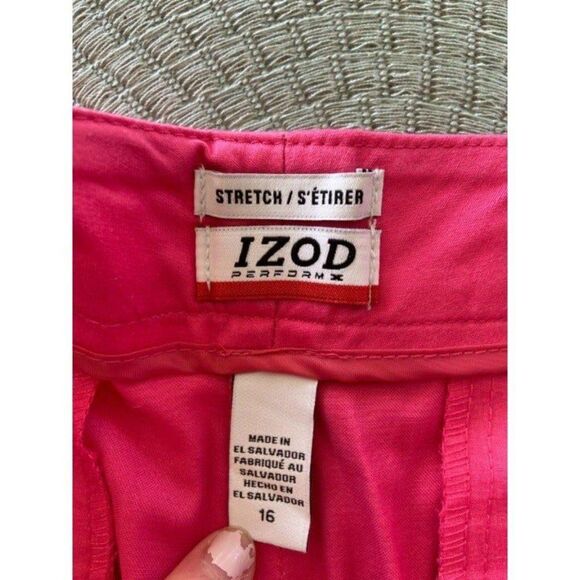 STRETCH / S'ÉTIRER
IZOD
PERFORM X
MADE IN
EL SALVADOR
FABRIQUÉ AU
SALVADOR
HECHO EN
EL SALVADOR
16